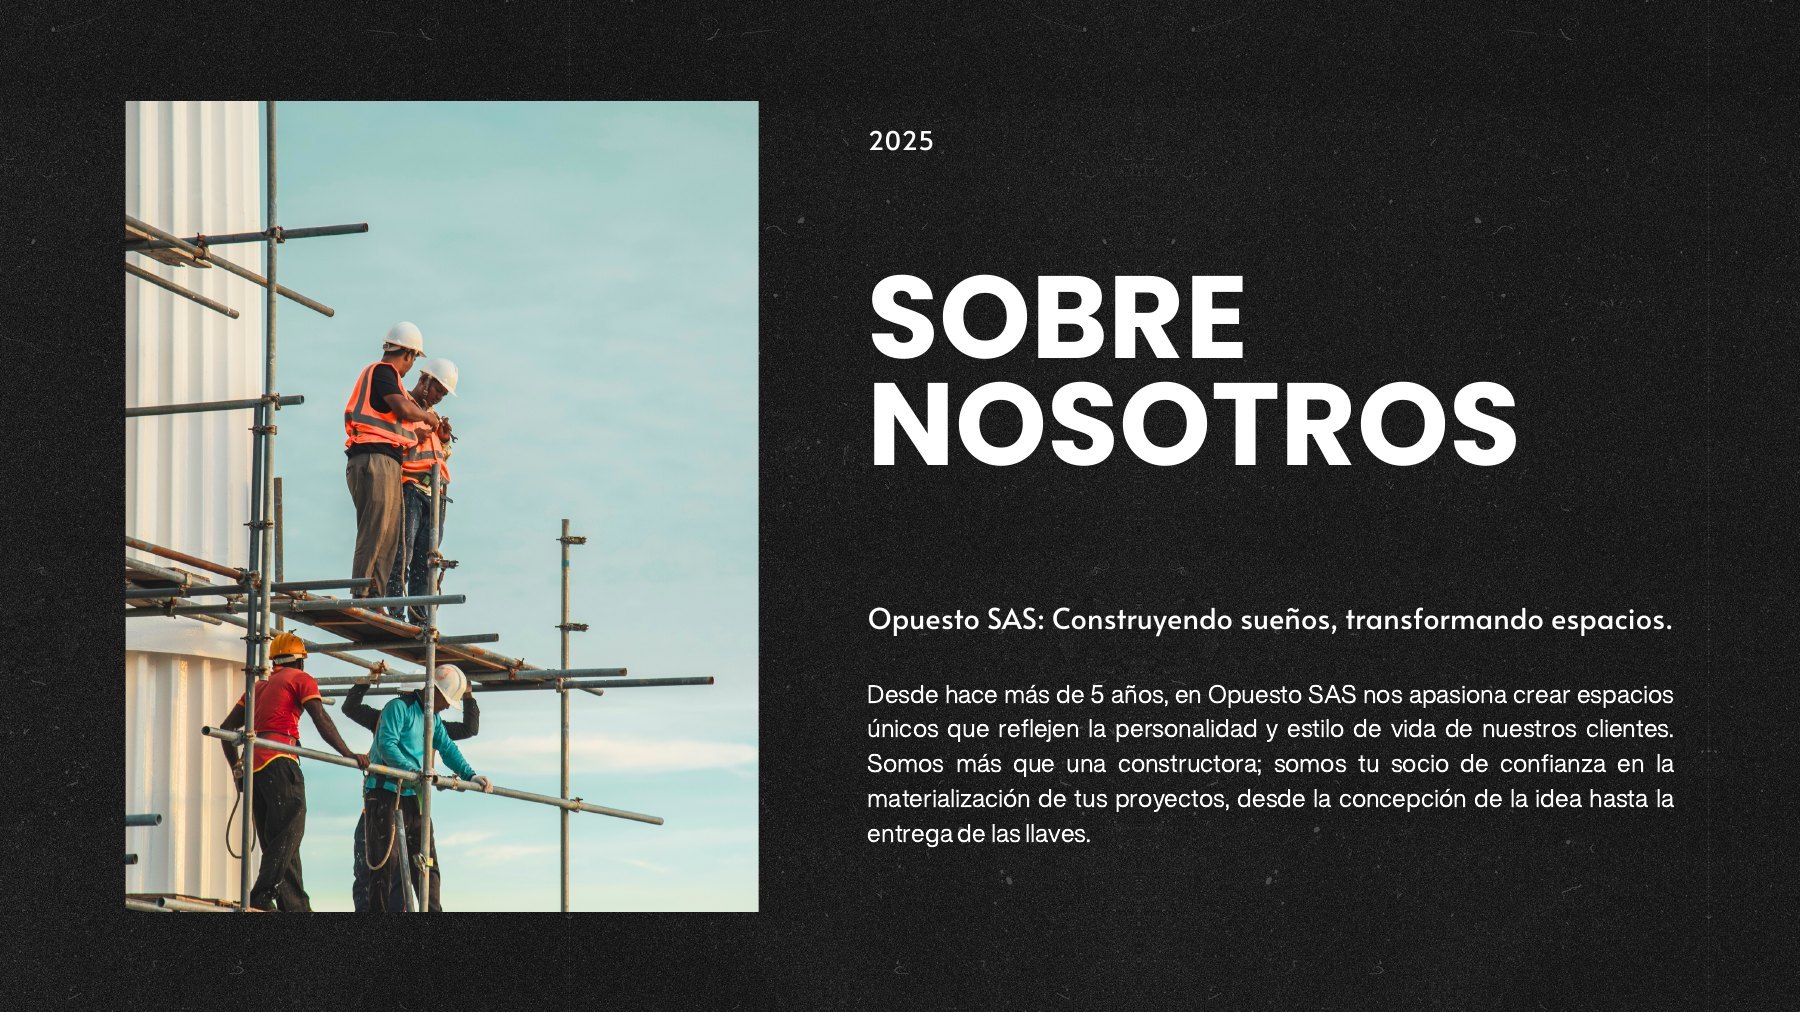 2025
SOBRE
NOSOTROS
Opuesto SAS: Construyendo sueños, transformando espacios.
Desde hace más de 5 años, en Opuesto SAS nos apasiona crear espacios
únicos que reflejen la personalidad y estilo de vida de nuestros clientes.
Somos más que una constructora; somos tu socio de confianza en la
materialización de tus proyectos, desde la concepción de la idea hasta la
entrega de las llaves.